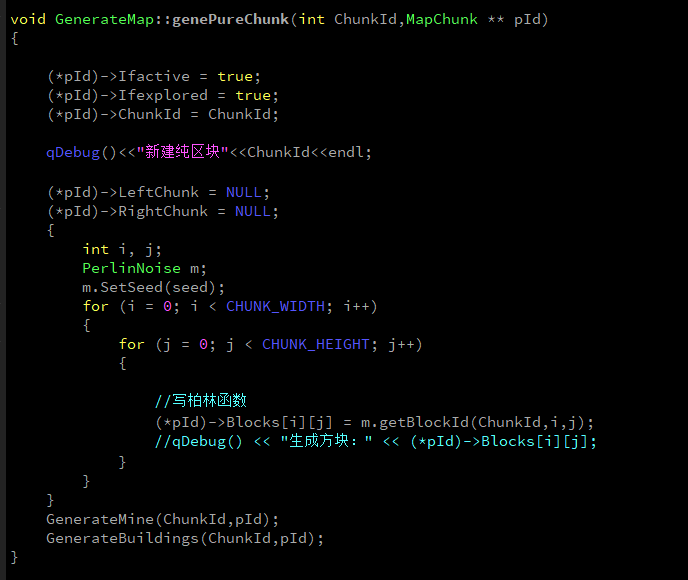 void GenerateMap::genePureChunk(int ChunkId,MapChunk ** pId)
{
(*pId)->Ifactive = true;
(*pId)->Ifexplored = true;
(*pId)->ChunkId = ChunkId;
qDebug()<<"新建纯区块"<<ChunkId<<endl;
(*pId)->LeftChunk = NULL;
(*pId)->RightChunk = NULL;
{
int i, j;
PerlinNoise m;
m.SetSeed(seed);
for (i = 0; i < CHUNK_WIDTH; i++)
{
for (j = 0; j < CHUNK_HEIGHT; j++)
{
//写柏林函数
(*pId)->Blocks[i][j] = m.getBlockId(ChunkId,i,j);
//qDebug() << "生成方块：" << (*pId)->Blocks[i][j];
}
}
}
GenerateMine(ChunkId,pId);
GenerateBuildings(ChunkId,pId);
}